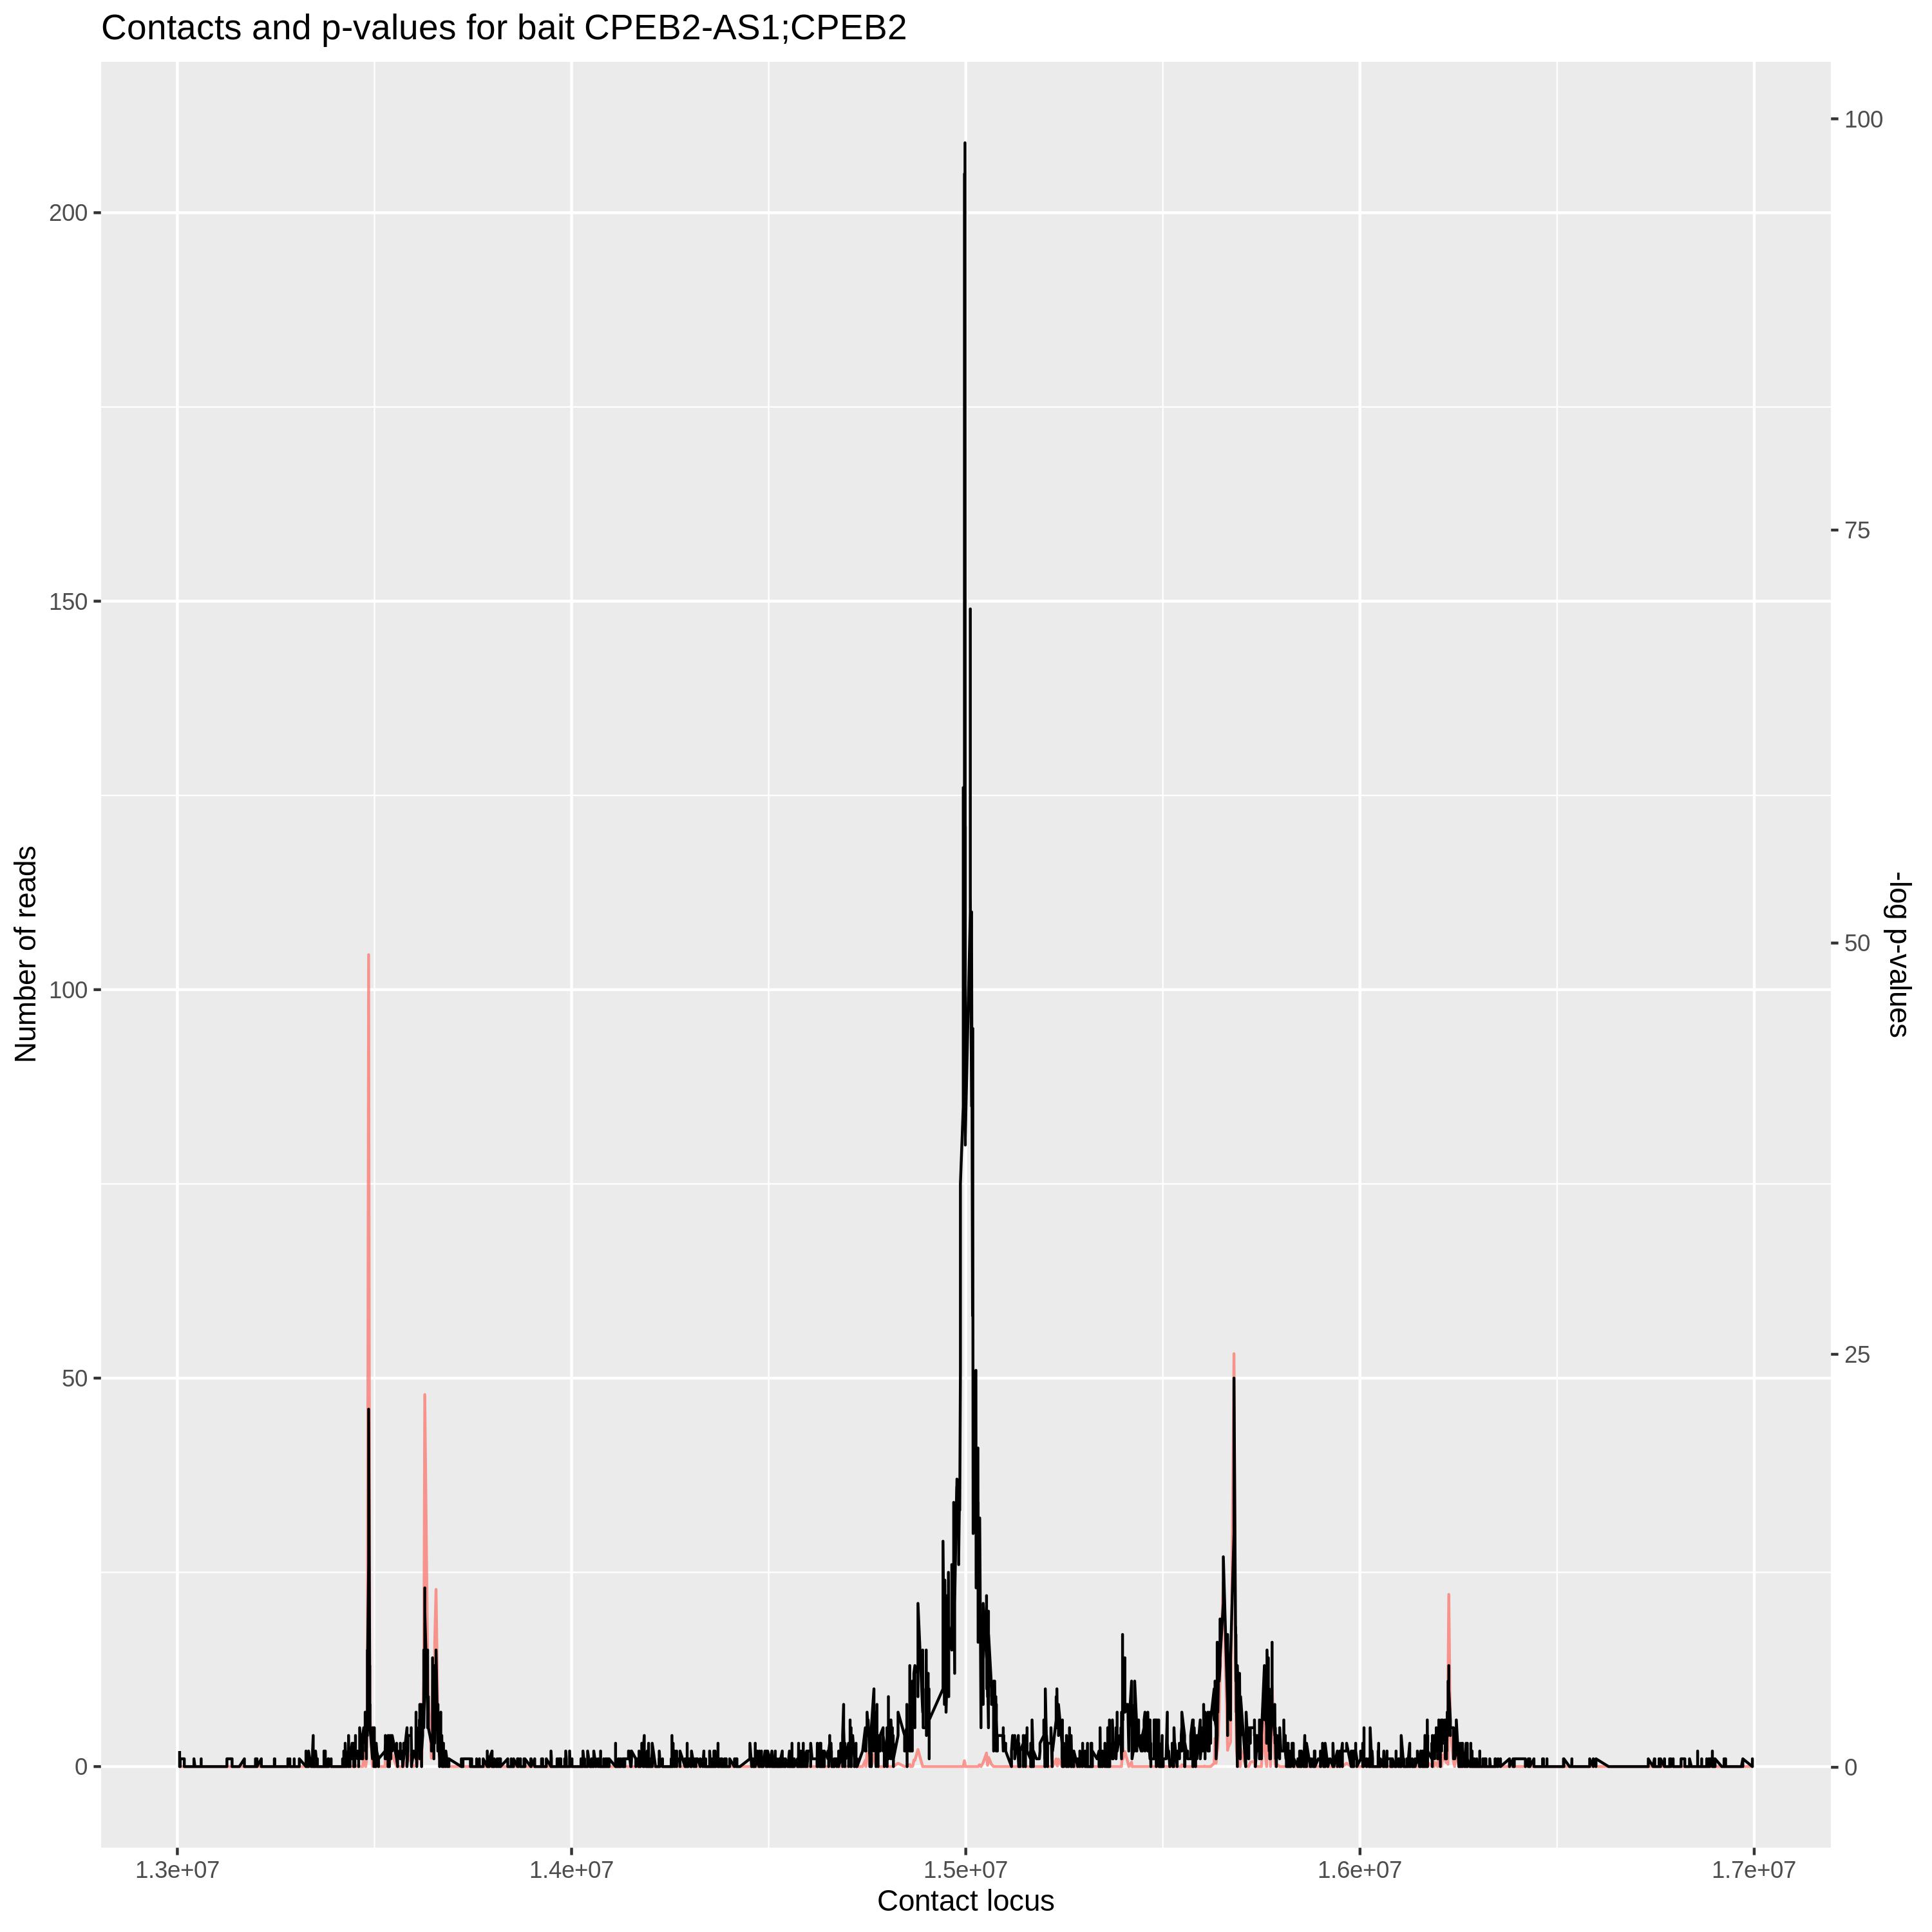 Contacts and p-values for bait CPEB2-AS1;CPEB2
200
150
100
50
0
Number of reads
100
75
50
25
0
-log p-values
1.3e+07
1.4e+07
1.5e+07
1.6e+07
1.7e+07
Contact locus